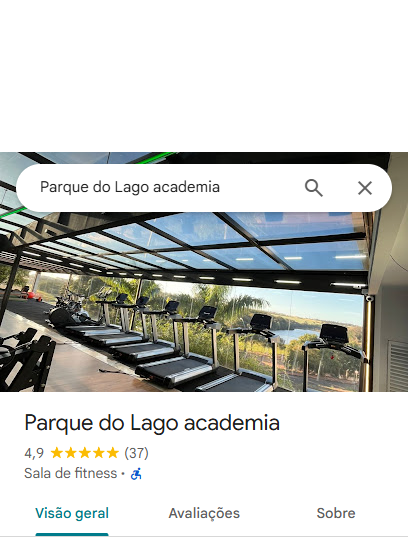 Parque do Lago academia
Parque do Lago academia
4,9 (37)
Sala de fitness ·
Visão geral Avaliações Sobre